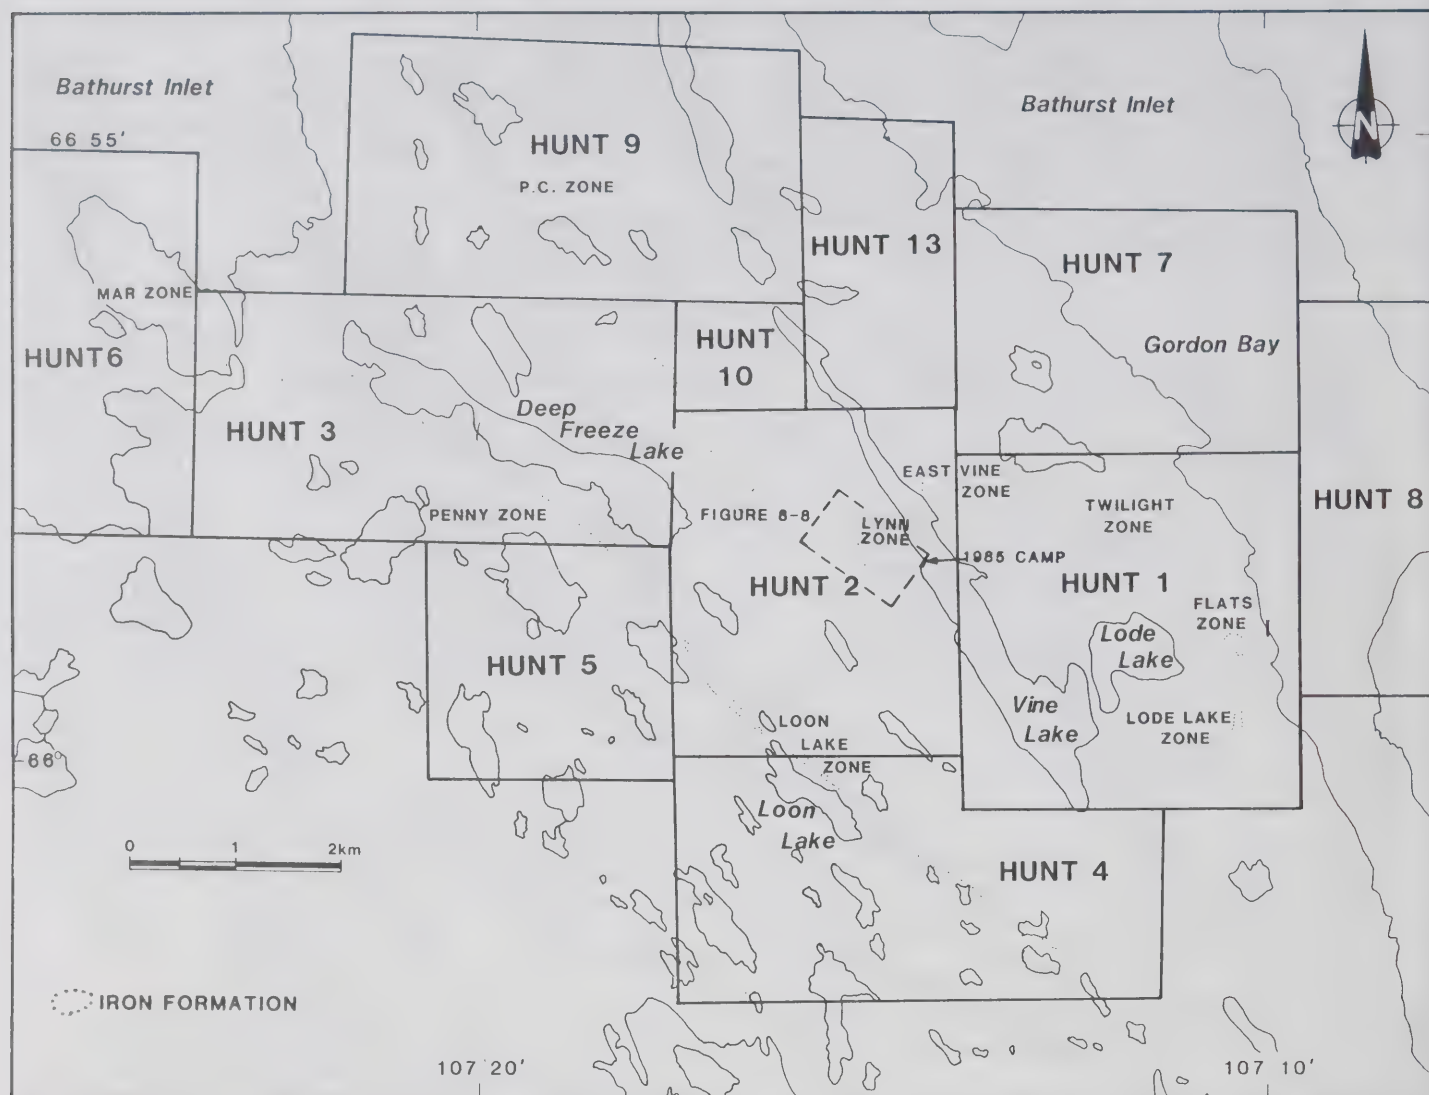 Bathurst Inlet
Bathurst Inlet
N
66 55'
HUNT 9
P.C. ZONE
HUNT 13
HUNT 7
MAR ZONE
HUNT 10
Gordon Bay
HUNT6
Deep
Freeze
Lake
HUNT 3
EAST VINE
ZONE
HUNT 8
TWILIGHT
ZONE
PENNY ZONE
FIGURE 6-8
LYNN
ZONE
1985 CAMP
HUNT 2
HUNT 1
FLATS
ZONE
Lode
Lake
HUNT 5
Vine
Lake
LODE LAKE
ZONE
LOON
LAKE
ZONE
66°
Loon
Lake
0 1 2km
HUNT 4
IRON FORMATION
107 20'
107 10'